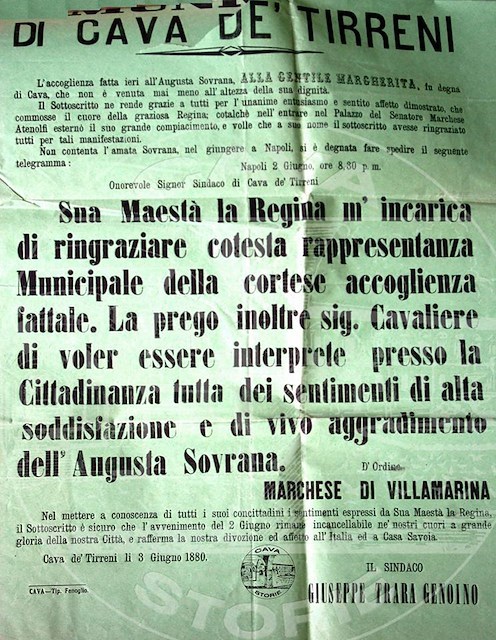 DI CAVA DE' TIRRENI
L'accoglienza fatta ieri all'Augusta Sovrana, ALLA GENTILE MARGHERITA, fu degna
di Cava, che non è venuta mai meno all'altezza della sua dignità.
Il Sottoscritto ne rende grazie a tutti per l'unanime entusiasmo e sentito affetto dimostrato, che
commosse il cuore della graziosa Regina; cotalchè nell'entrare nel Palazzo del Senatore Marchese
Atenolfi esternò il suo grande compiacimento, e volle che a suo nome il sottoscritto avesse ringraziato
tutti per tali manifestazioni.
Non contenta l'amata Sovrana, nel giungere a Napoli, si è degnata fare spedire il seguente
telegramma:
Napoli 2 Giugno, ore 8,30 p. m.
Onorevole Signor Sindaco di Cava de' Tirreni
Sua Maestà la Regina m' incarica
di ringraziare cotesta rappresentanza
Municipale della cortese accoglienza
fattale. La prego inoltre sig. Cavaliere
di voler essere interprete presso la
Cittadinanza tutta dei sentimenti di alta
soddisfazione e di vivo aggradimento
dell' Augusta Sovrana.
D'Ordine
MARCHESE DI VILLAMARINA
Nel mettere a conoscenza di tutti i suoi concittadini i sentimenti espressi da Sua Maestà la Regina,
il Sottoscritto è sicuro che l'avvenimento del 2 Giugno rimane incancellabile ne' nostri cuori a grande
gloria della nostra Città, e rafferma la nostra divozione ed affetto all'Italia ed a Casa Savoia.
Cava de' Tirreni li 3 Giugno 1880.
CAVA
STORIE
IL SINDACO
GIUSEPPE TRARA GENOINO
CAVA—Tip. Fenoglio